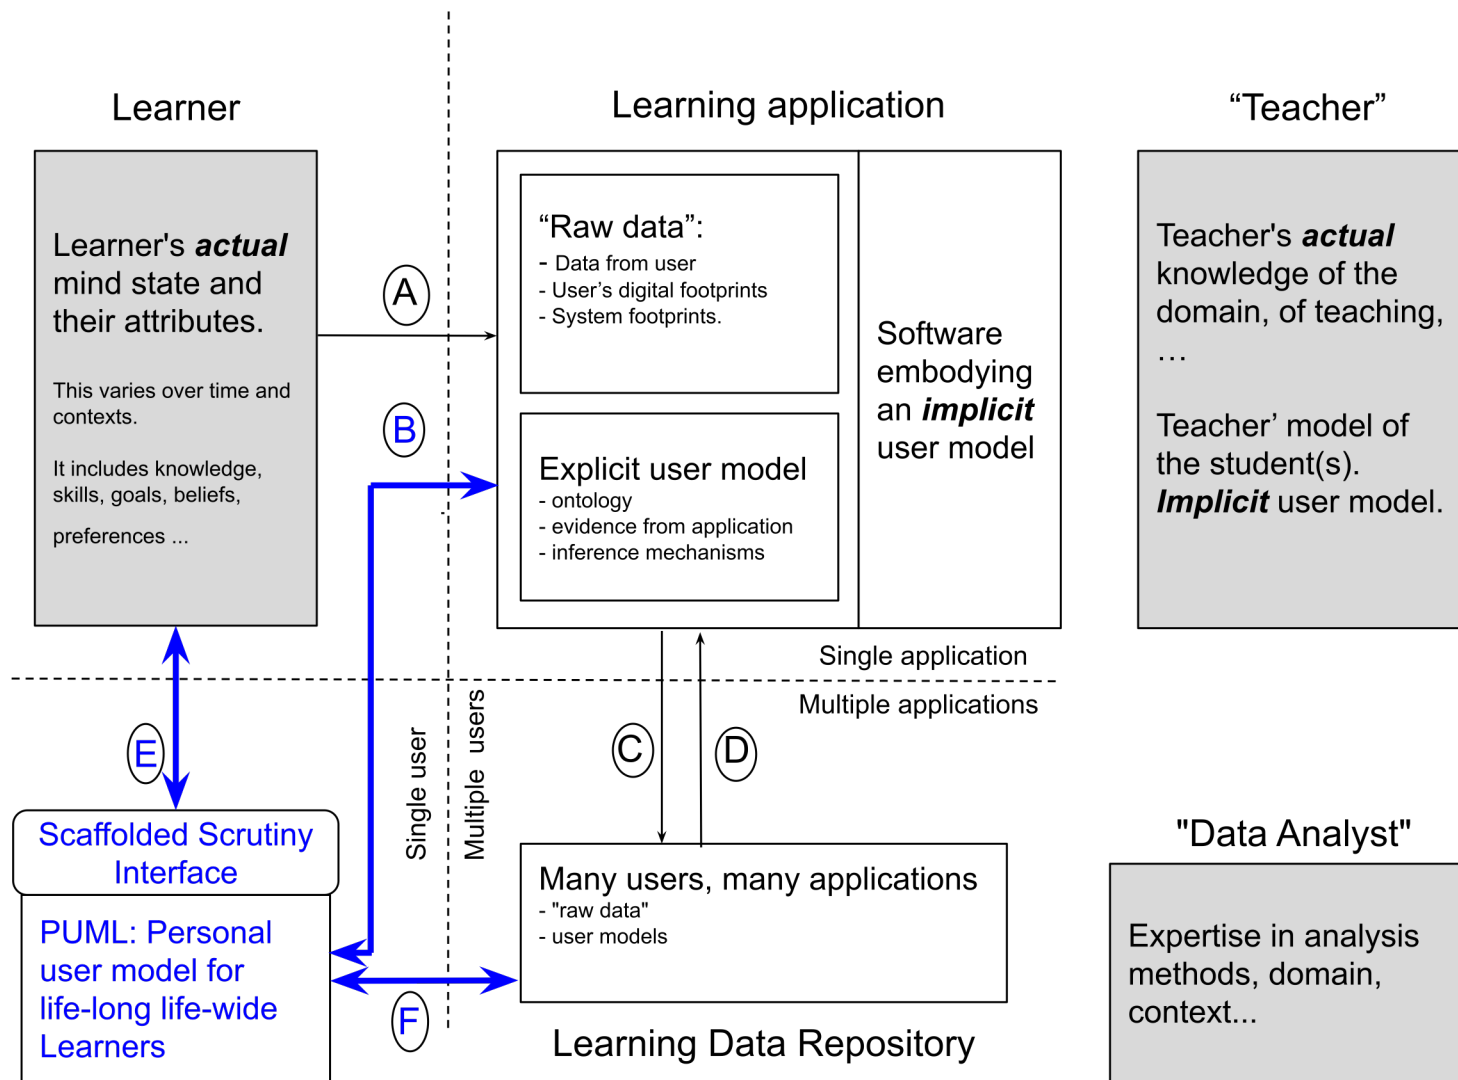 Learner
Learning application
“Teacher”
Learner's actual
mind state and
their attributes.
This varies over time and
contexts.
It includes knowledge,
skills, goals, beliefs,
preferences ...
A
B
“Raw data”:
- Data from user
- User’s digital footprints
- System footprints.
Explicit user model
- ontology
- evidence from application
- inference mechanisms
Software
embodying
an implicit
user model
Teacher's actual
knowledge of the
domain, of teaching,
…
Teacher’ model of
the student(s).
Implicit user model.
Single application
Multiple applications
Single user
Multiple users
E
C
D
Scaffolded Scrutiny
Interface
PUML: Personal
user model for
life-long life-wide
Learners
F
Many users, many applications
- "raw data"
- user models
Learning Data Repository
"Data Analyst"
Expertise in analysis
methods, domain,
context...